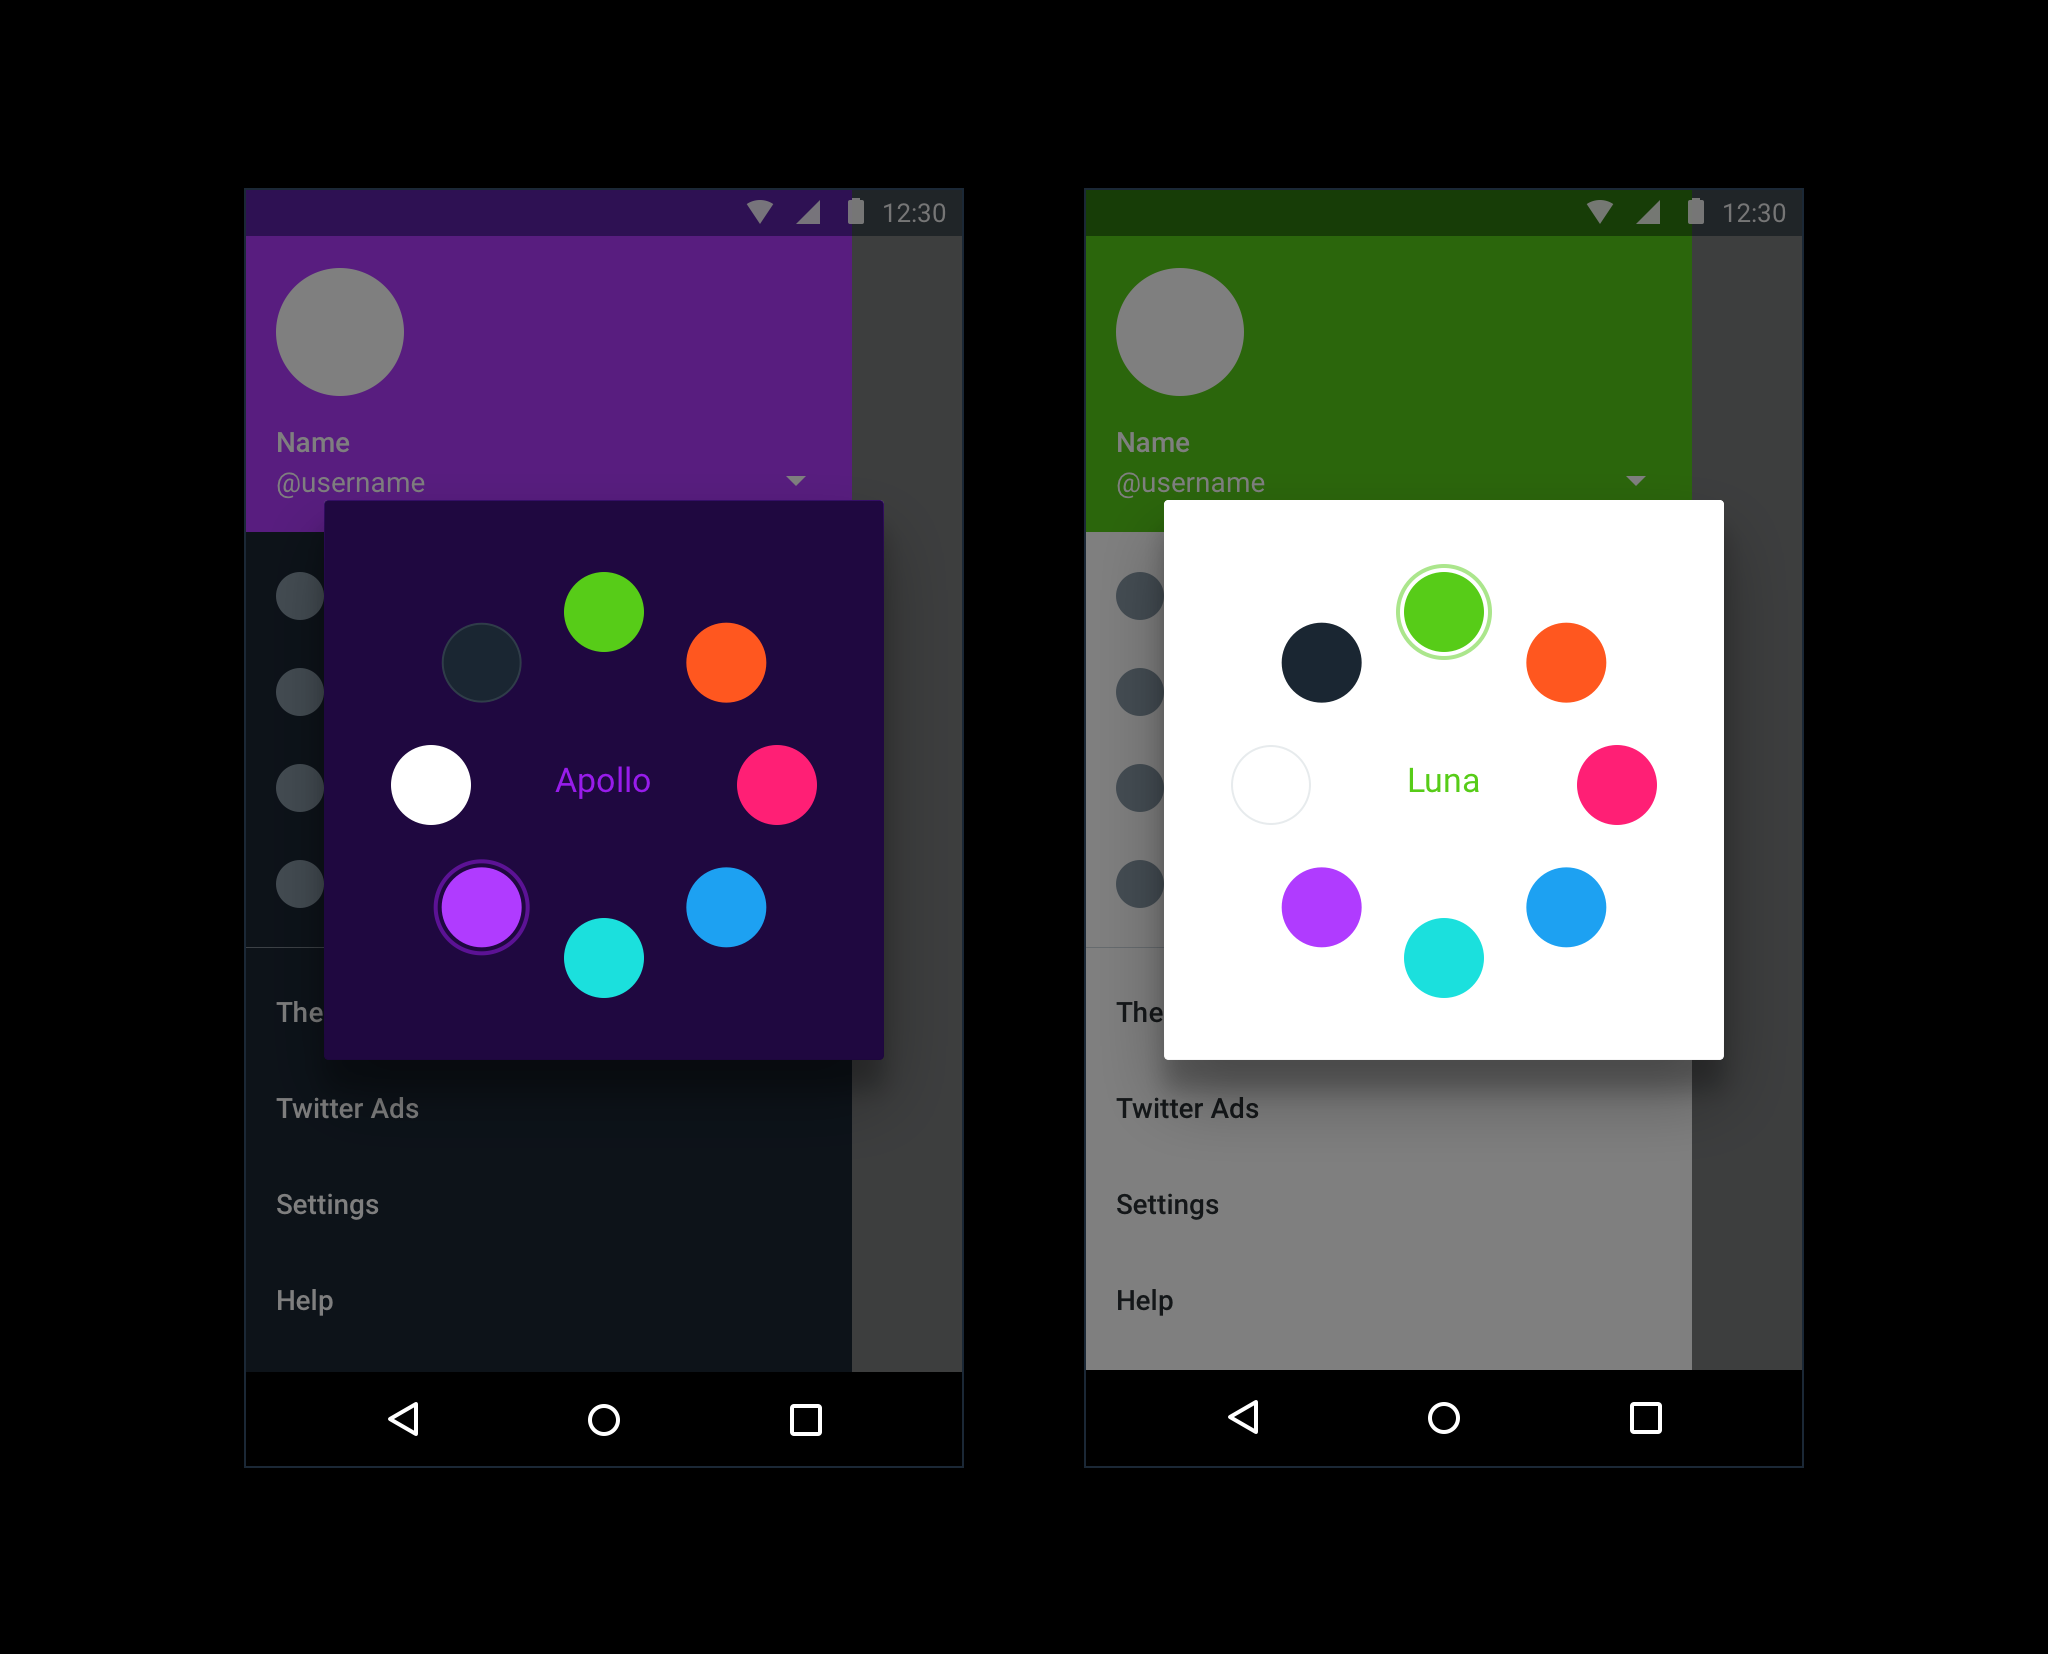 12:30
Name
@username
Apollo
The
Twitter Ads
Settings
Help
12:30
Name
@username
Luna
The
Twitter Ads
Settings
Help